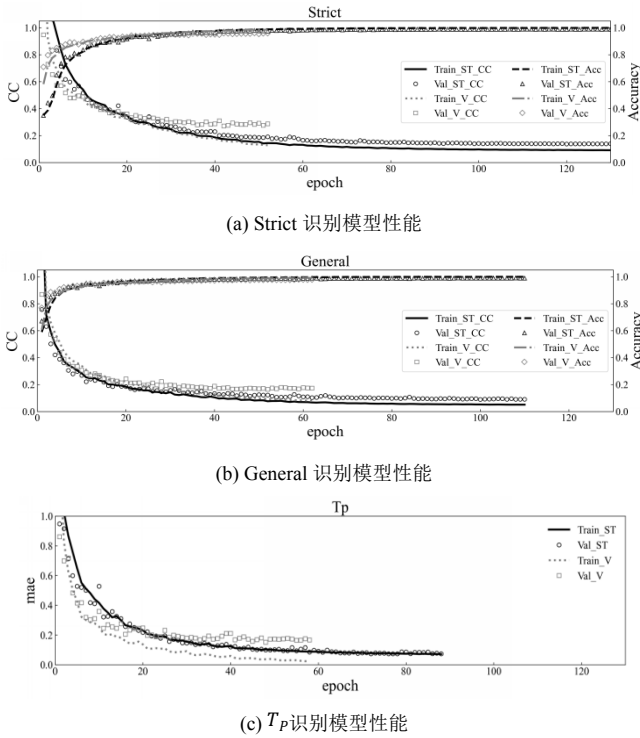 Strict
1.0
0.8
0.6
0.4
0.2
0.0
CC
Train_ST_CC
Val_ST_CC
Train_V_CC
Val_V_CC
Train_ST_Acc
Val_ST_Acc
Train_V_Acc
Val_V_Acc
1.0
0.8
0.6
0.4
0.2
0.0
Accuracy
0 20 40 60 80 100 120
epoch
(a) Strict 识别模型性能
General
1.0
0.8
0.6
0.4
0.2
0.0
CC
Train_ST_CC
Val_ST_CC
Train_V_CC
Val_V_CC
Train_ST_Acc
Val_ST_Acc
Train_V_Acc
Val_V_Acc
1.0
0.8
0.6
0.4
0.2
0.0
Accuracy
0 20 40 60 80 100 120
epoch
(b) General 识别模型性能
Tp
1.0
0.8
0.6
0.4
0.2
0.0
mae
Train_ST
Val_ST
Train_V
Val_V
0 20 40 60 80 100 120
epoch
(c) T_P识别模型性能